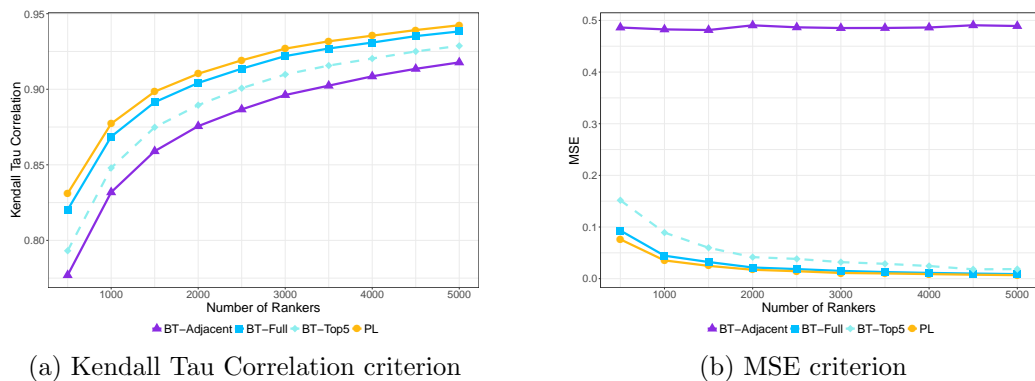 0.95
0.90
0.85
0.80
Kendall Tau Correlation
1000 2000 3000 4000 5000
Number of Rankers
BT−Adjacent BT−Full BT−Top5 PL
(a) Kendall Tau Correlation criterion
0.5
0.4
0.3
0.2
0.1
0.0
MSE
1000 2000 3000 4000 5000
Number of Rankers
BT−Adjacent BT−Full BT−Top5 PL
(b) MSE criterion